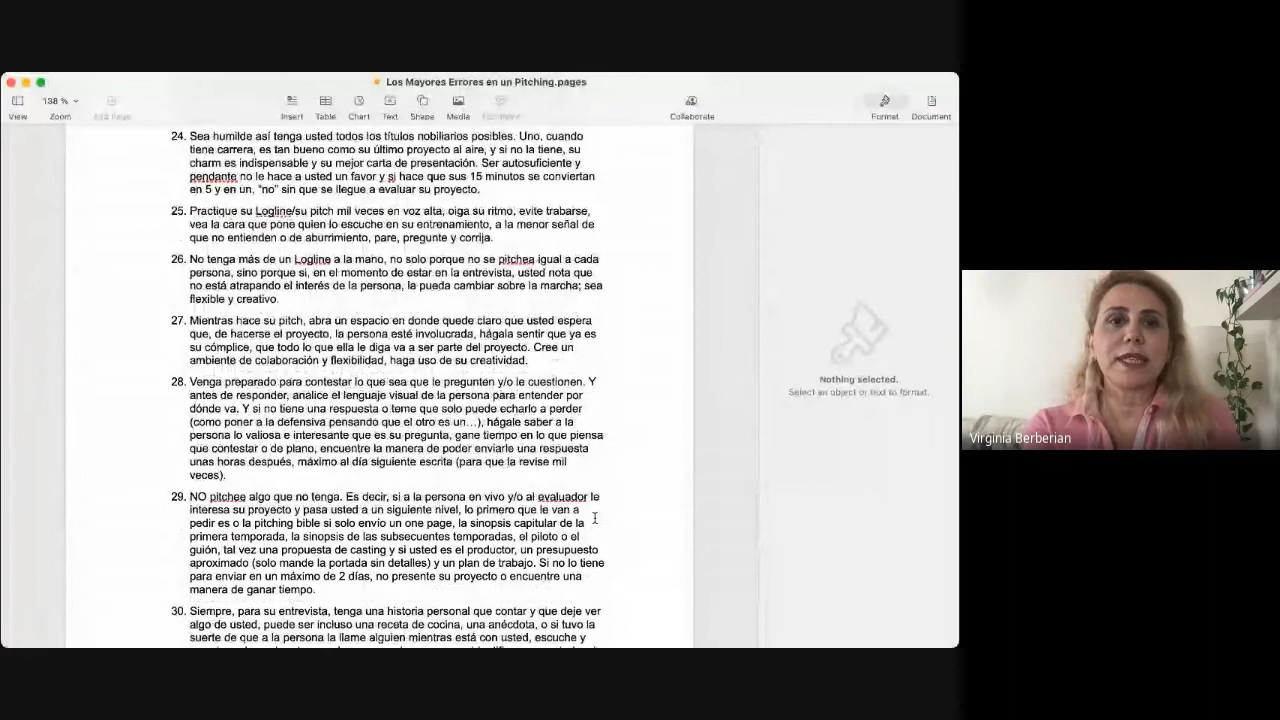 Los Mayores Errores en un Pitching.pages
138 %
View
Zoom
Insert
Table
Chart
Text
Shape
Media
Collaborate
Format
Document
24. Sea humilde así tenga usted todos los títulos nobiliarios posibles. Uno, cuando
tiene carrera, es tan bueno como su último proyecto al aire, y si no la tiene, su
charm es indispensable y su mejor carta de presentación. Ser autosuficiente y
pendante no le hace a usted un favor y si hace que sus 15 minutos se conviertan
en 5 y en un, “no” sin que se llegue a evaluar su proyecto.
25. Practique su Logline/su pitch mil veces en voz alta, oiga su ritmo, evite trabarse,
vea la cara que pone quien lo escuche en su entrenamiento, a la menor señal de
que no entienden o de aburrimiento, pare, pregunte y corrija.
26. No tenga más de un Logline a la mano, no solo porque no se pitchea igual a cada
persona, sino porque si, en el momento de estar en la entrevista, usted nota que
no está atrapando el interés de la persona, la pueda cambiar sobre la marcha; sea
flexible y creativo.
27. Mientras hace su pitch, abra un espacio en donde quede claro que usted espera
que, de hacerse el proyecto, la persona esté involucrada, hágala sentir que ya es
su cómplice, que todo lo que ella le diga va a ser parte del proyecto. Cree un
ambiente de colaboración y flexibilidad, haga uso de su creatividad.
28. Venga preparado para contestar lo que sea que le pregunten y/o le cuestionen. Y
antes de responder, analice el lenguaje visual de la persona para entender por
dónde va. Y si no tiene una respuesta o teme que solo puede echarlo a perder
(como poner a la defensiva pensando que el otro es un...), hágale saber a la
persona lo valiosa e interesante que es su pregunta, gane tiempo en lo que piensa
que contestar o de plano, encuentre la manera de poder enviarle una respuesta
unas horas después, máximo al día siguiente escrita (para que la revise mil
veces).
29. NO pitchee algo que no tenga. Es decir, si a la persona en vivo y/o al evaluador le
interesa su proyecto y pasa usted a un siguiente nivel, lo primero que le van a
pedir es o la pitching bible si solo envío un one page, la sinopsis capitular de la
primera temporada, la sinopsis de las subsecuentes temporadas, el piloto o el
guión, tal vez una propuesta de casting y si usted es el productor, un presupuesto
aproximado (solo mande la portada sin detalles) y un plan de trabajo. Si no lo tiene
para enviar en un máximo de 2 días, no presente su proyecto o encuentre una
manera de ganar tiempo.
30. Siempre, para su entrevista, tenga una historia personal que contar y que deje ver
algo de usted, puede ser incluso una receta de cocina, una anécdota, o si tuvo la
suerte de que a la persona la llame alguien mientras está con usted, escuche y
Nothing selected.
Select an object or text to format.
Virginia Berberian